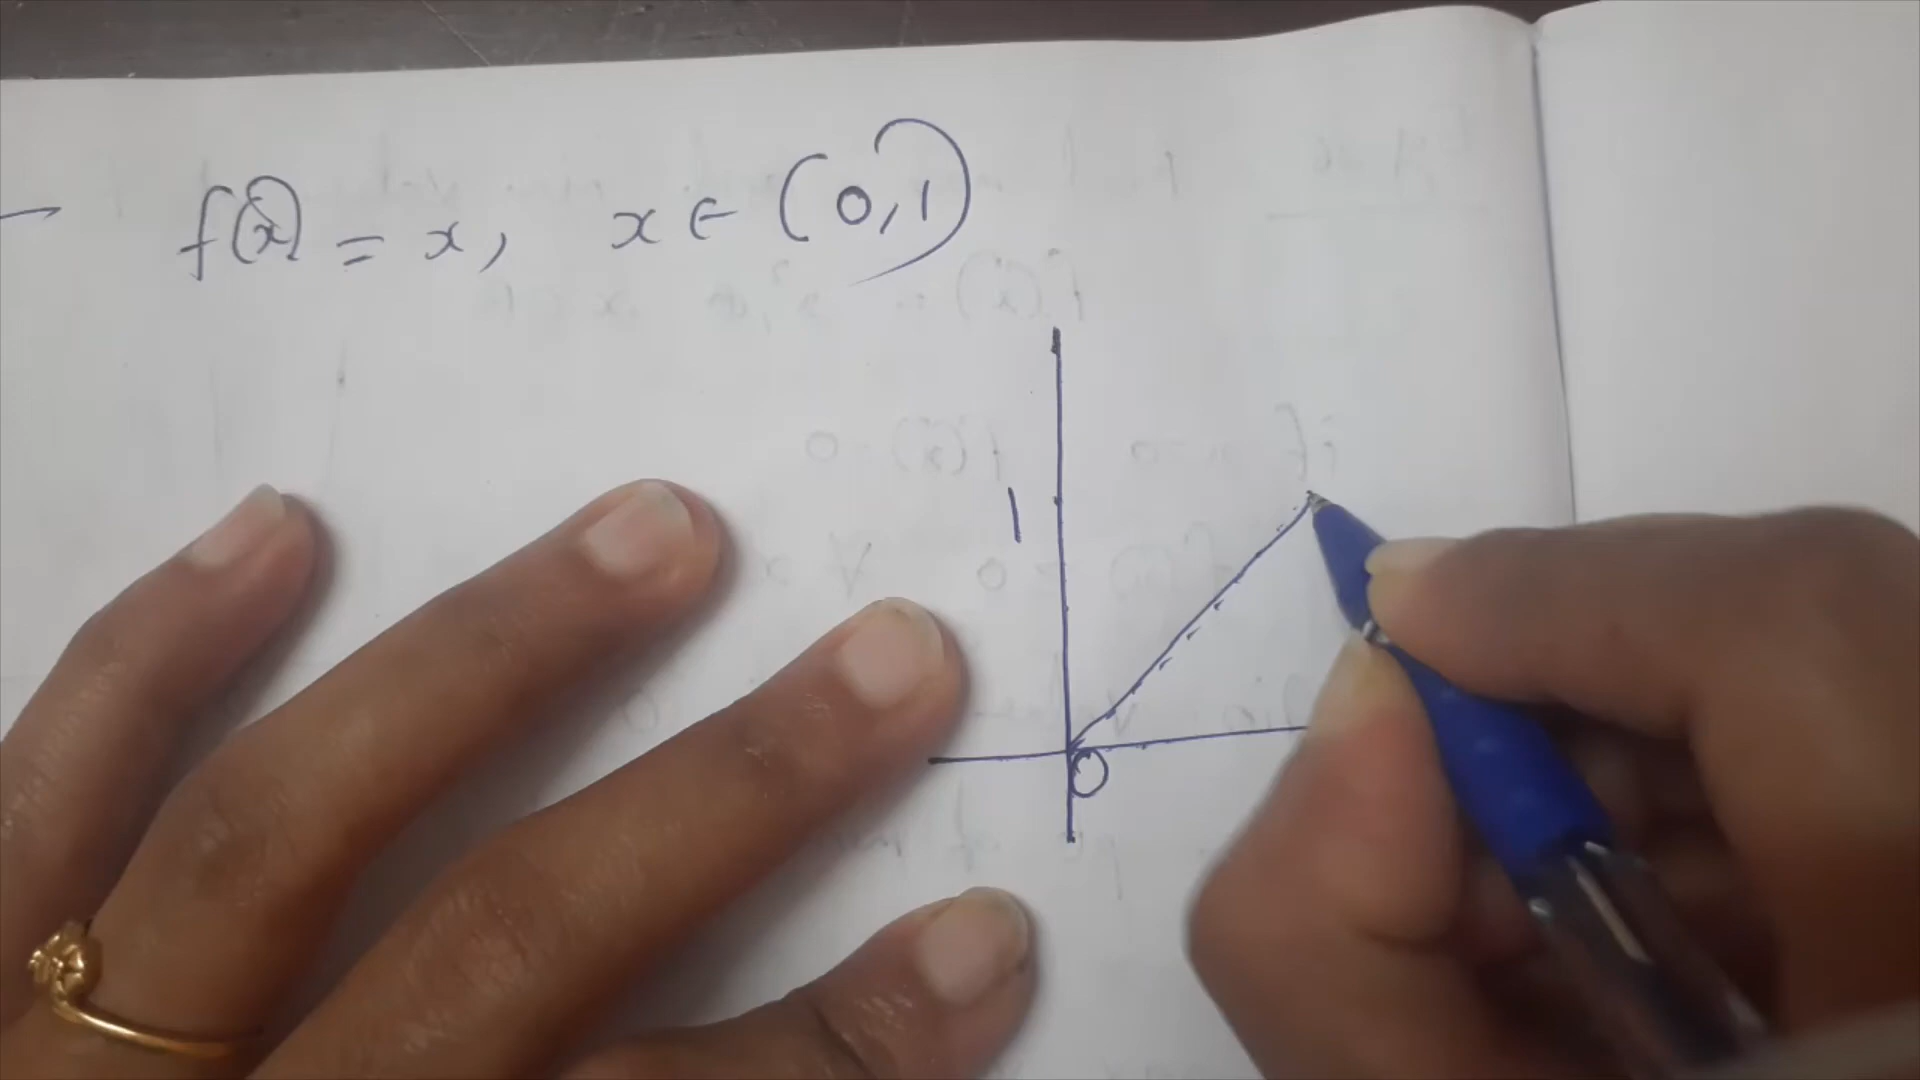 f(x) = x, x ∈ (0,1)
1
0